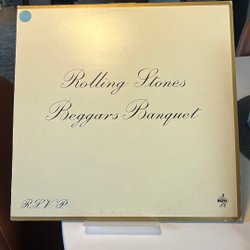 Rolling Stones
Beggars Banquet
R.S.V.P.